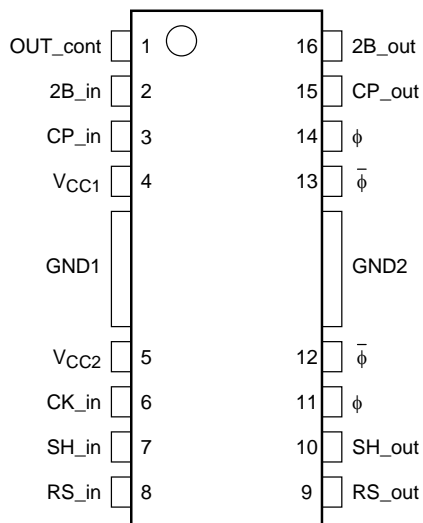 OUT_cont 1 16 2B_out
2B_in 2 15 CP_out
CP_in 3 14 ϕ
VCC1 4 13 ϕ̅
GND1 GND2
VCC2 5 12 ϕ̅
CK_in 6 11 ϕ
SH_in 7 10 SH_out
RS_in 8 9 RS_out